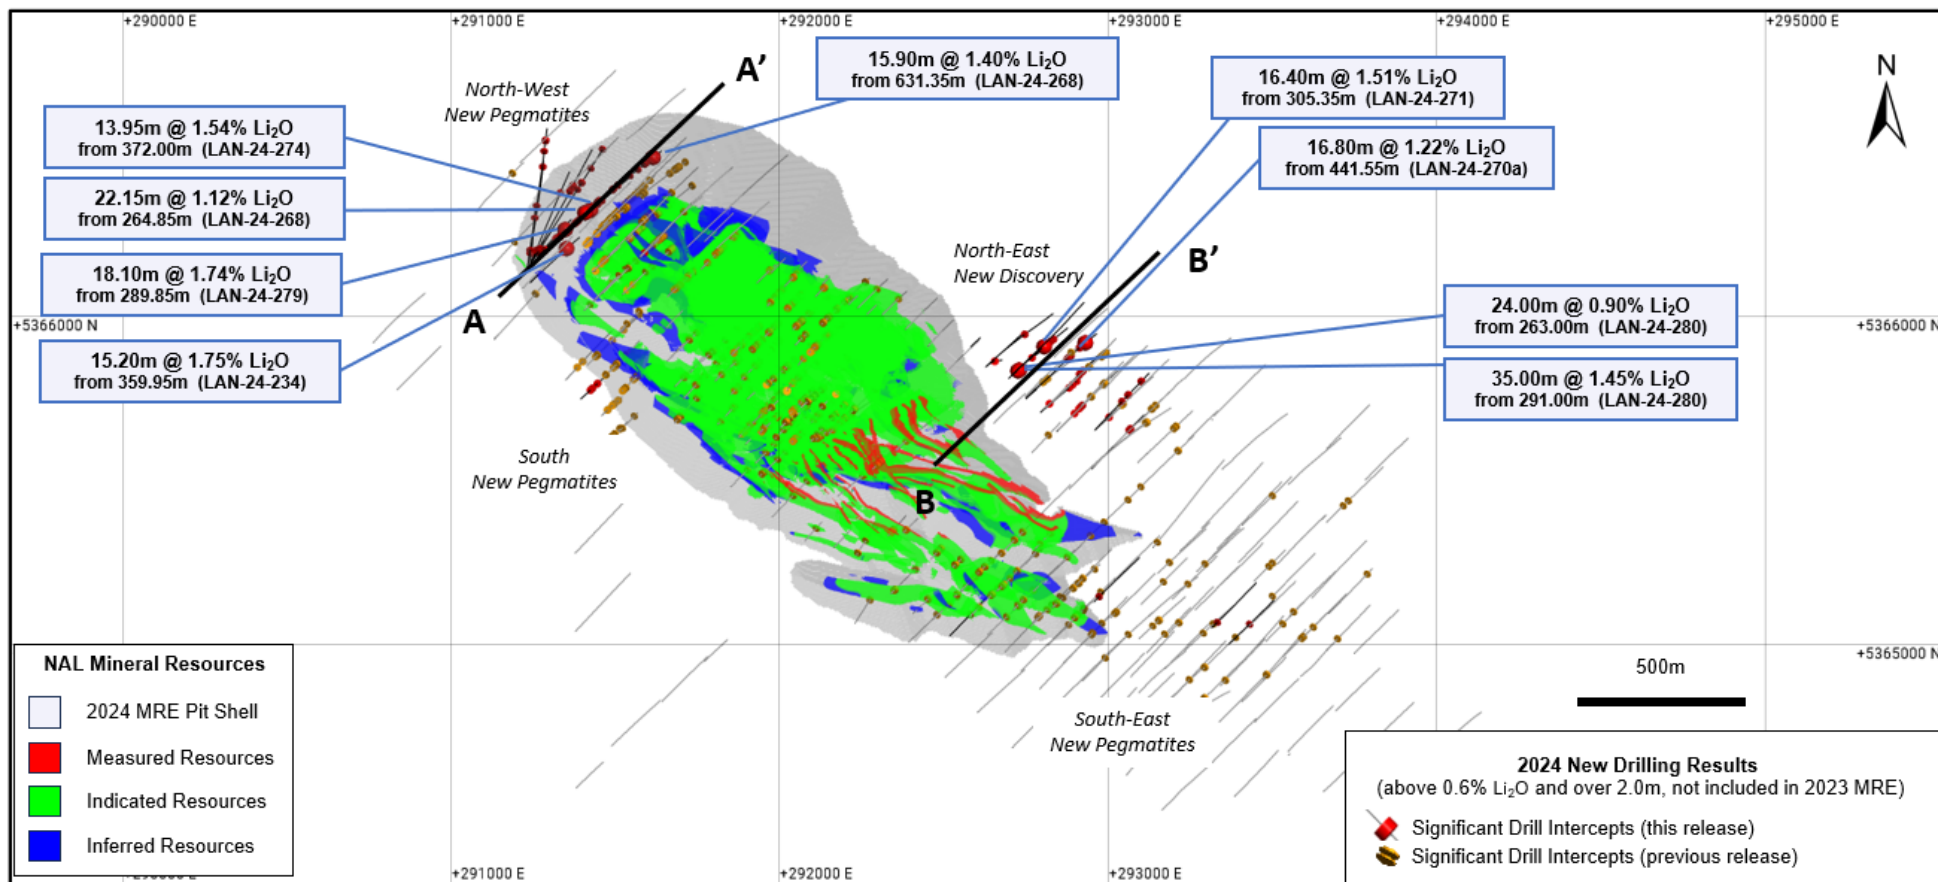 +290000 E
+291000 E
+292000 E
+293000 E
+294000 E
+295000 E
N
A'
North-West
New Pegmatites
15.90m @ 1.40% Li₂O
from 631.35m (LAN-24-268)
16.40m @ 1.51% Li₂O
from 305.35m (LAN-24-271)
13.95m @ 1.54% Li₂O
from 372.00m (LAN-24-274)
16.80m @ 1.22% Li₂O
from 441.55m (LAN-24-270a)
22.15m @ 1.12% Li₂O
from 264.85m (LAN-24-268)
18.10m @ 1.74% Li₂O
from 289.85m (LAN-24-279)
North-East
New Discovery
B'
24.00m @ 0.90% Li₂O
from 263.00m (LAN-24-280)
A
+5366000 N
+5366000 N
15.20m @ 1.75% Li₂O
from 359.95m (LAN-24-234)
35.00m @ 1.45% Li₂O
from 291.00m (LAN-24-280)
South
New Pegmatites
B
+5365000 N
500m
South-East
New Pegmatites
NAL Mineral Resources
2024 MRE Pit Shell
Measured Resources
Indicated Resources
Inferred Resources
2024 New Drilling Results
(above 0.6% Li₂O and over 2.0m, not included in 2023 MRE)
Significant Drill Intercepts (this release)
Significant Drill Intercepts (previous release)
+291000 E
+292000 E
+293000 E